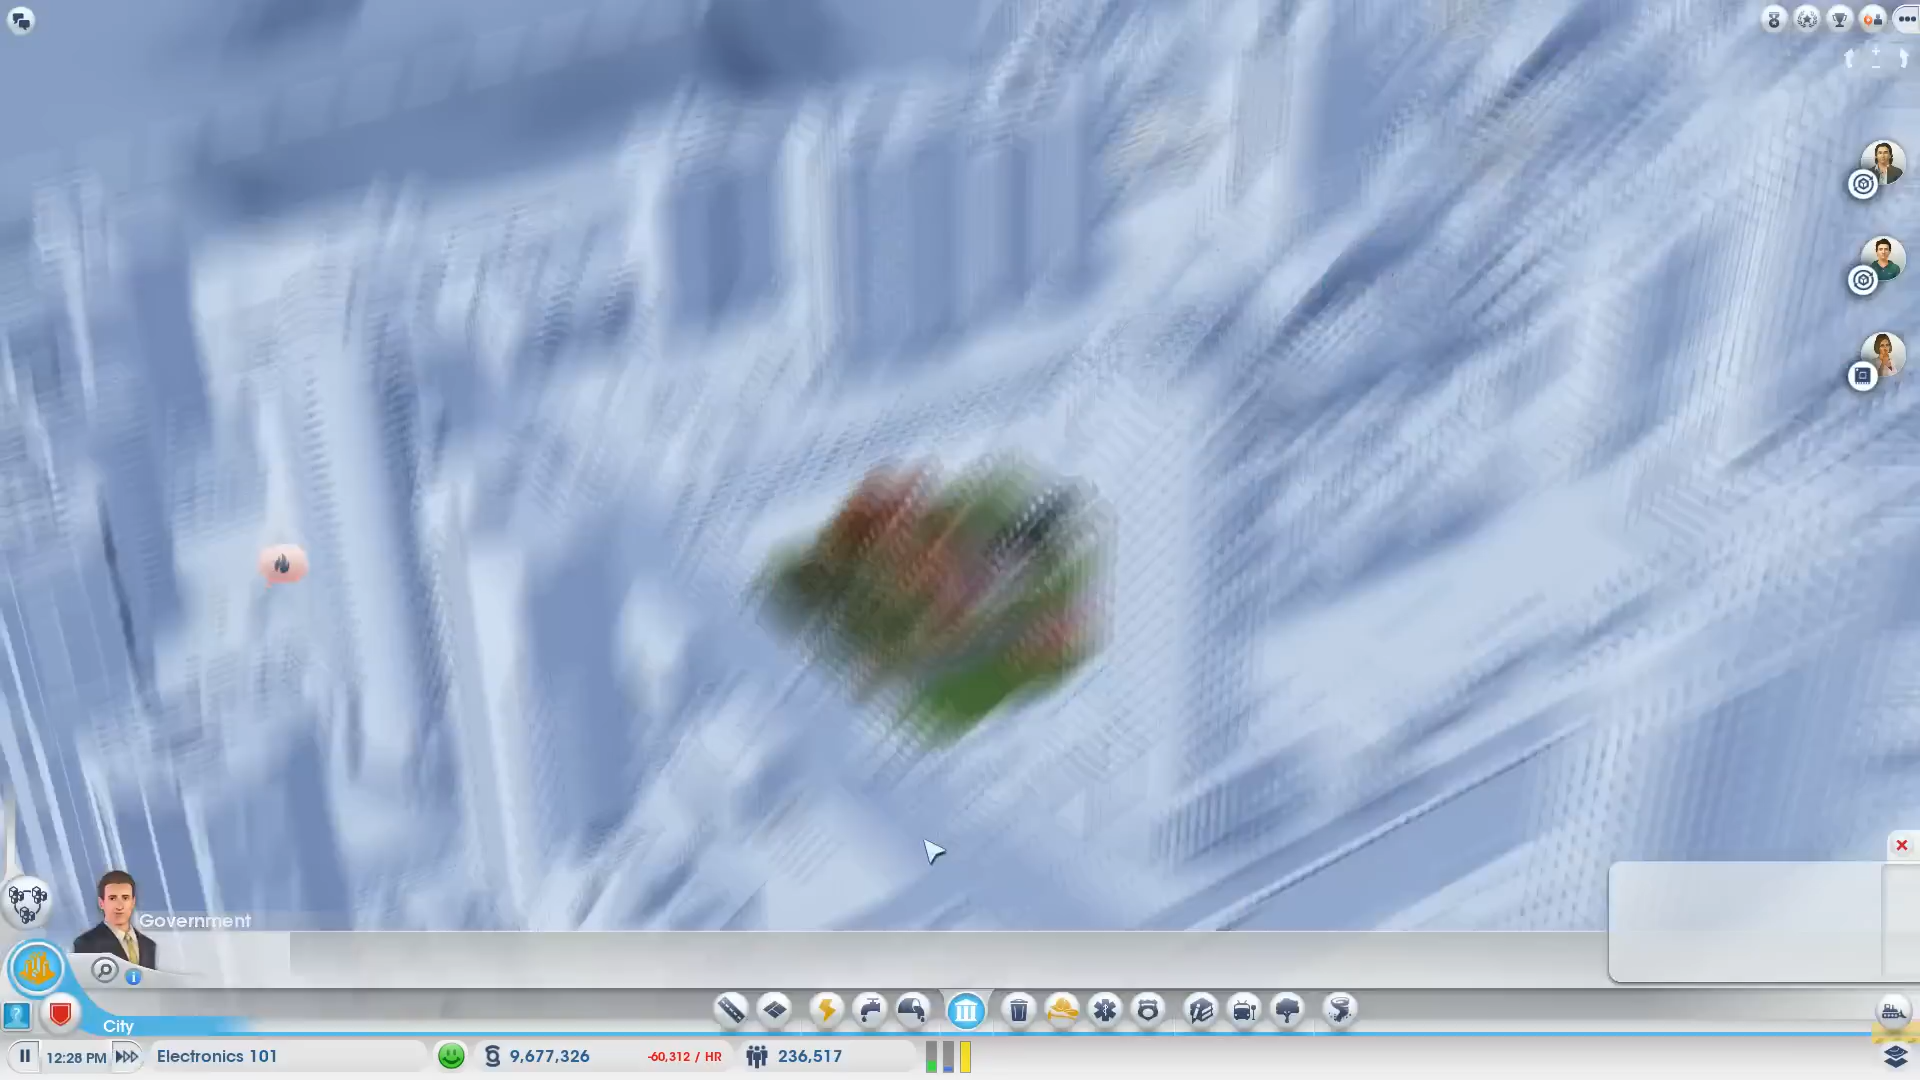 Government
City
12:28 PM
Electronics 101
9,677,326
-60,312 / HR
236,517